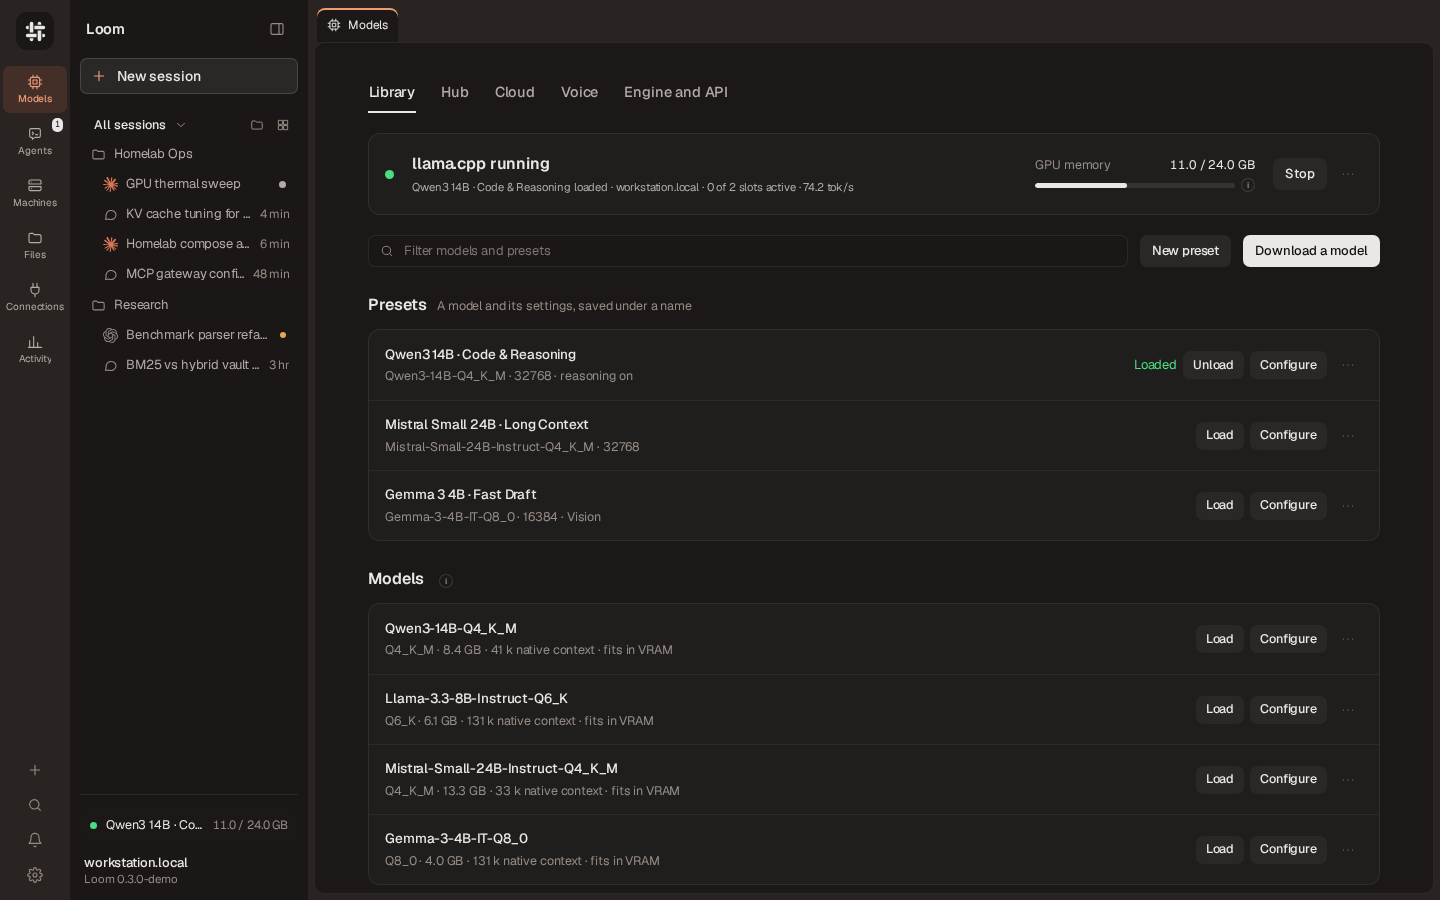 Models
Agents
1
Machines
Files
Connections
Activity
Loom
New session
All sessions
Homelab Ops
GPU thermal sweep
KV cache tuning for ... 4 min
Homelab compose a... 6 min
MCP gateway confi... 48 min
Research
Benchmark parser refa...
BM25 vs hybrid vault ... 3 hr
Qwen3 14B · Co... 11.0 / 24.0 GB
workstation.local
Loom 0.3.0-demo
Models
Library Hub Cloud Voice Engine and API
llama.cpp running
Qwen3 14B · Code & Reasoning loaded · workstation.local · 0 of 2 slots active · 74.2 tok/s
GPU memory 11.0 / 24.0 GB
i
Stop
Filter models and presets
New preset
Download a model
Presets A model and its settings, saved under a name
Qwen3 14B · Code & Reasoning
Qwen3-14B-Q4_K_M · 32768 · reasoning on
Loaded Unload Configure
Mistral Small 24B · Long Context
Mistral-Small-24B-Instruct-Q4_K_M · 32768
Load Configure
Gemma 3 4B · Fast Draft
Gemma-3-4B-IT-Q8_0 · 16384 · Vision
Load Configure
Models i
Qwen3-14B-Q4_K_M
Q4_K_M · 8.4 GB · 41 k native context · fits in VRAM
Load Configure
Llama-3.3-8B-Instruct-Q6_K
Q6_K · 6.1 GB · 131 k native context · fits in VRAM
Load Configure
Mistral-Small-24B-Instruct-Q4_K_M
Q4_K_M · 13.3 GB · 33 k native context · fits in VRAM
Load Configure
Gemma-3-4B-IT-Q8_0
Q8_0 · 4.0 GB · 131 k native context · fits in VRAM
Load Configure